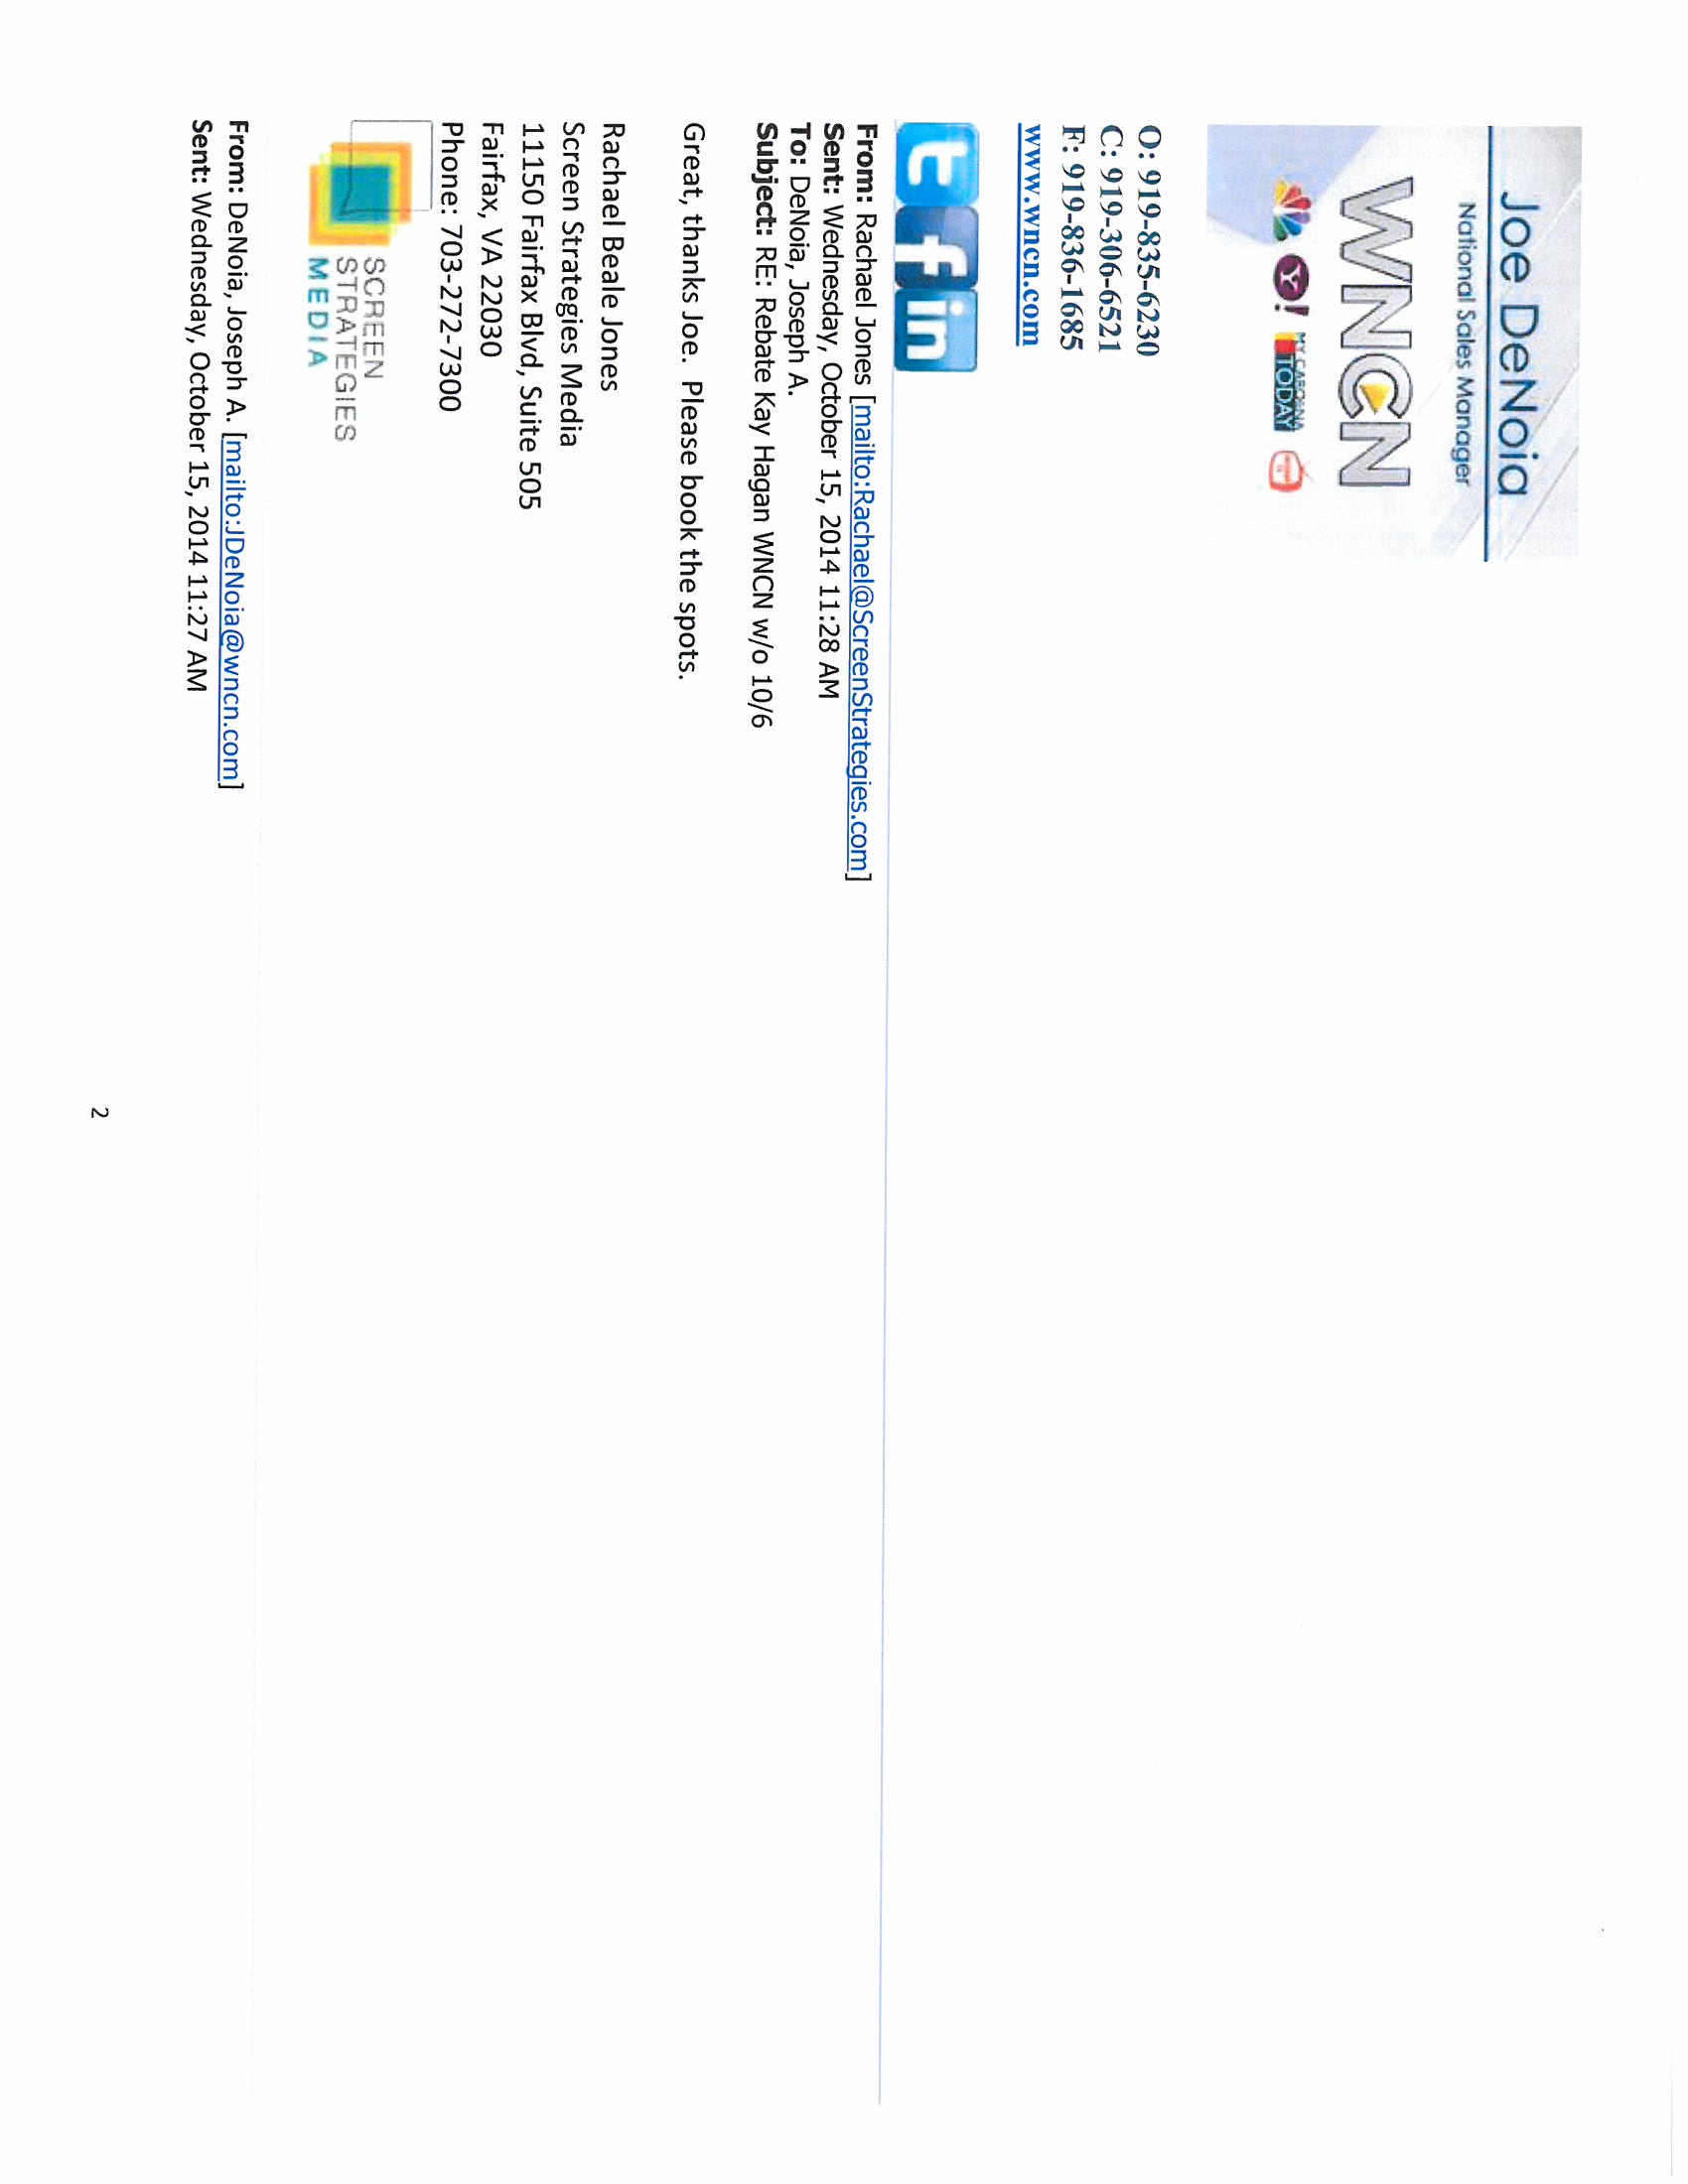 Joe DeNoia
National Sales Manager
WNCN
Y! MY CAROLINA
TODAY
O: 919-835-6230
C: 919-306-6521
F: 919-836-1685
www.wncn.com
t f in
From: Rachael Jones [mailto:Rachael@ScreenStrategies.com]
Sent: Wednesday, October 15, 2014 11:28 AM
To: DeNoia, Joseph A.
Subject: RE: Rebate Kay Hagan WNCN w/o 10/6
Great, thanks Joe. Please book the spots.
Rachael Beale Jones
Screen Strategies Media
11150 Fairfax Blvd, Suite 505
Fairfax, VA 22030
Phone: 703-272-7300
SCREEN
STRATEGIES
MEDIA
From: DeNoia, Joseph A. [mailto:JDeNoia@wncn.com]
Sent: Wednesday, October 15, 2014 11:27 AM
2